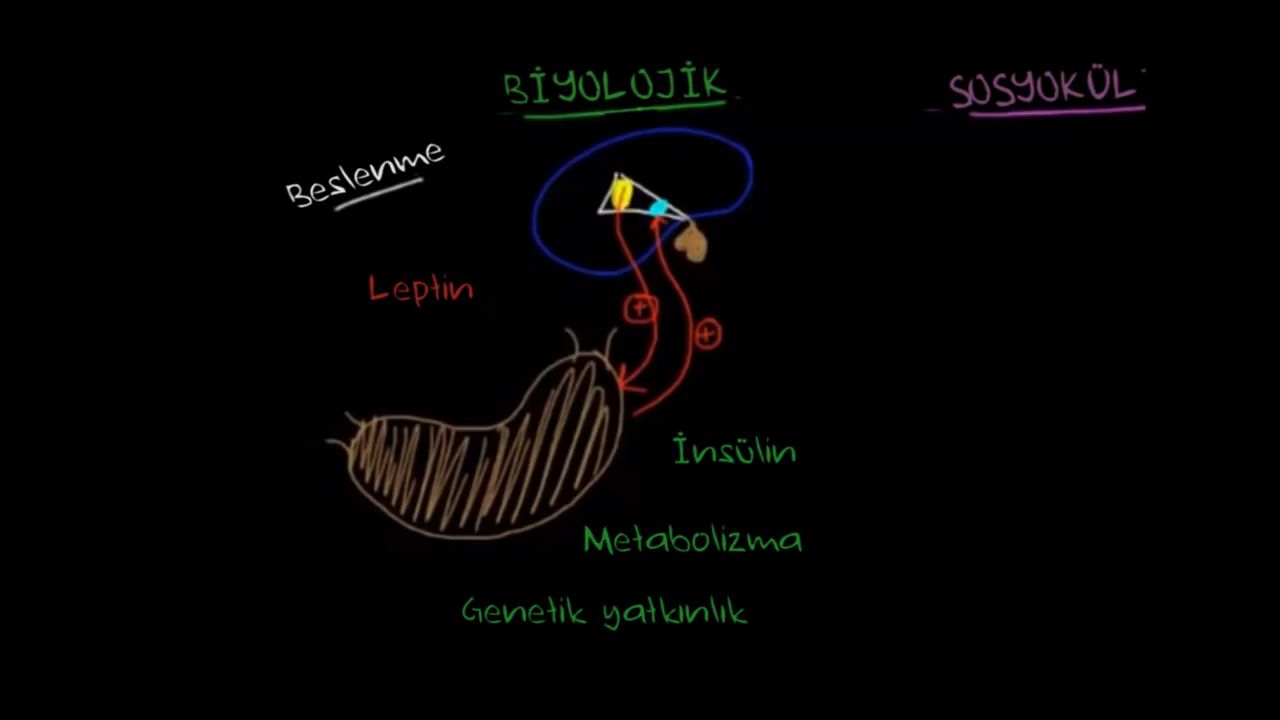 BİYOLOJİK
SOSYOKÜL
Beslenme
Leptin
+
+
İnsülin
Metabolizma
Genetik yatkınlık